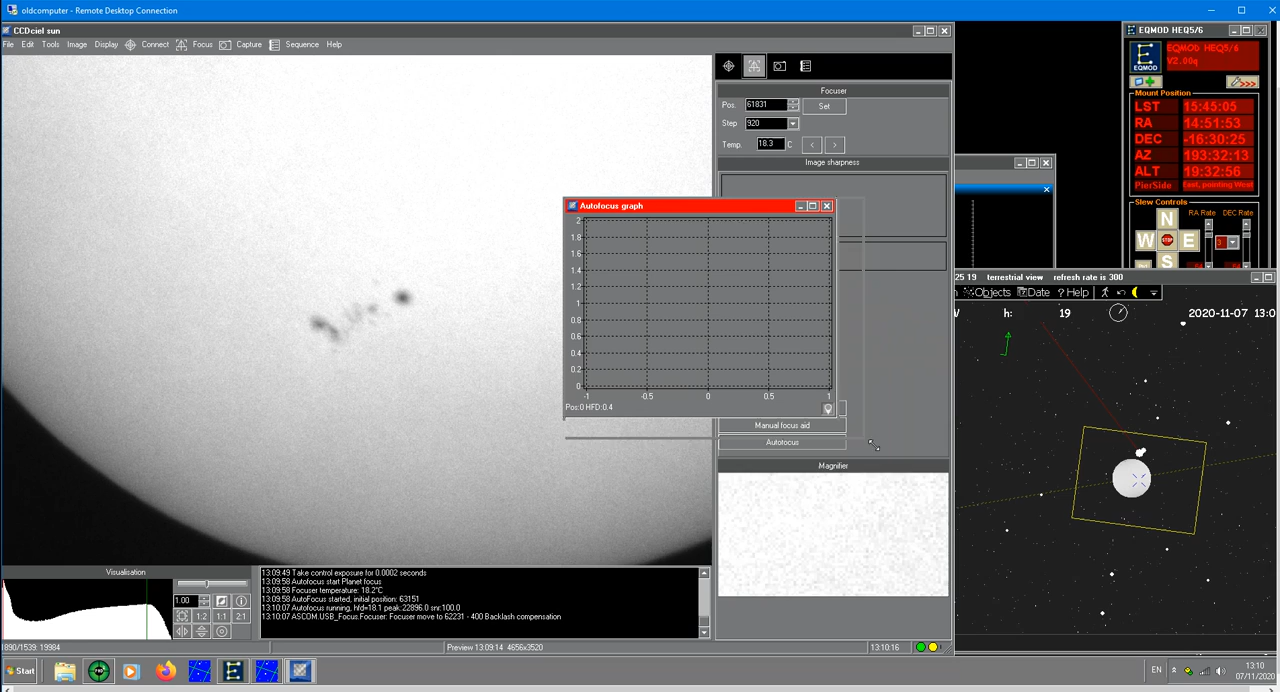 oldcomputer - Remote Desktop Connection
CCDciel sun
File Edit Tools Image Display Connect Focus Capture Sequence Help
Focuser
Pos. 61831 Set
Step 920
Temp. 18.3 C < >
Image sharpness
Autofocus graph
2
1.8
1.6
1.4
1.2
1
0.8
0.6
0.4
0.2
0
-1 -0.5 0 0.5 1
Pos:0 HFD:0.4
Manual focus aid
Autofocus
Magnifier
Visualisation
1.00
1:2 1:1 2:1
13:09:49 Take control exposure for 0.0002 seconds
13:09:58 Autofocus start Planet focus
13:09:58 Focuser temperature: 18.2°C
13:09:58 AutoFocus started, initial position: 63151
13:10:07 Autofocus running, hfd=18.1 peak:22896.0 snr:100.0
13:10:07 ASCOM.USB_Focus.Focuser: Focuser move to 62231 - 400 Backlash compensation
1890/1539: 19984
Preview 13:09:14 4656x3520
13:10:16
EQMOD HEQ5/6
EQMOD
EQMOD HEQ5/6
V2.00q
Mount Position
LST 15:45:05
RA 14:51:53
DEC -16:30:25
AZ 193:32:13
ALT 19:32:56
PierSide East, pointing West
Slew Controls
RA Rate DEC Rate
N
W STOP E
S
3
25 19 terrestrial view refresh rate is 300
Objects Date ? Help
h: 19 2020-11-07 13:0
Start
EN
13:10
07/11/2020